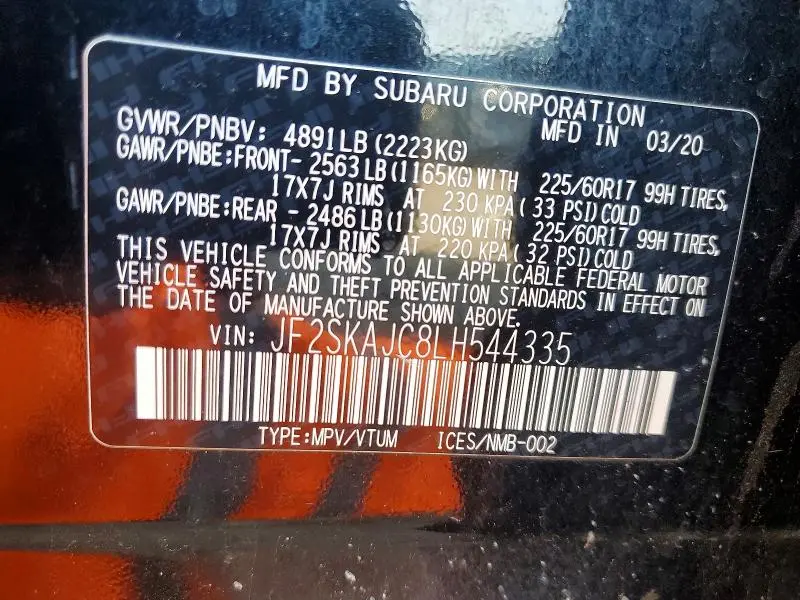 MFD BY SUBARU CORPORATION
GVWR/PNBV: 4891LB(2223KG) MFD IN 03/20
GAWR/PNBE:FRONT- 2563LB(1165KG)WITH 225/60R17 99H TIRES,
17X7J RIMS AT 230 KPA(33 PSI)COLD
GAWR/PNBE:REAR - 2486LB(1130KG)WITH 225/60R17 99H TIRES,
17X7J RIMS AT 220 KPA(32 PSI)COLD
THIS VEHICLE CONFORMS TO ALL APPLICABLE FEDERAL MOTOR
VEHICLE SAFETY AND THEFT PREVENTION STANDARDS IN EFFECT ON
THE DATE OF MANUFACTURE SHOWN ABOVE.
VIN: JF2SKAJC8LH544335
TYPE:MPV/VTUM ICES/NMB-002